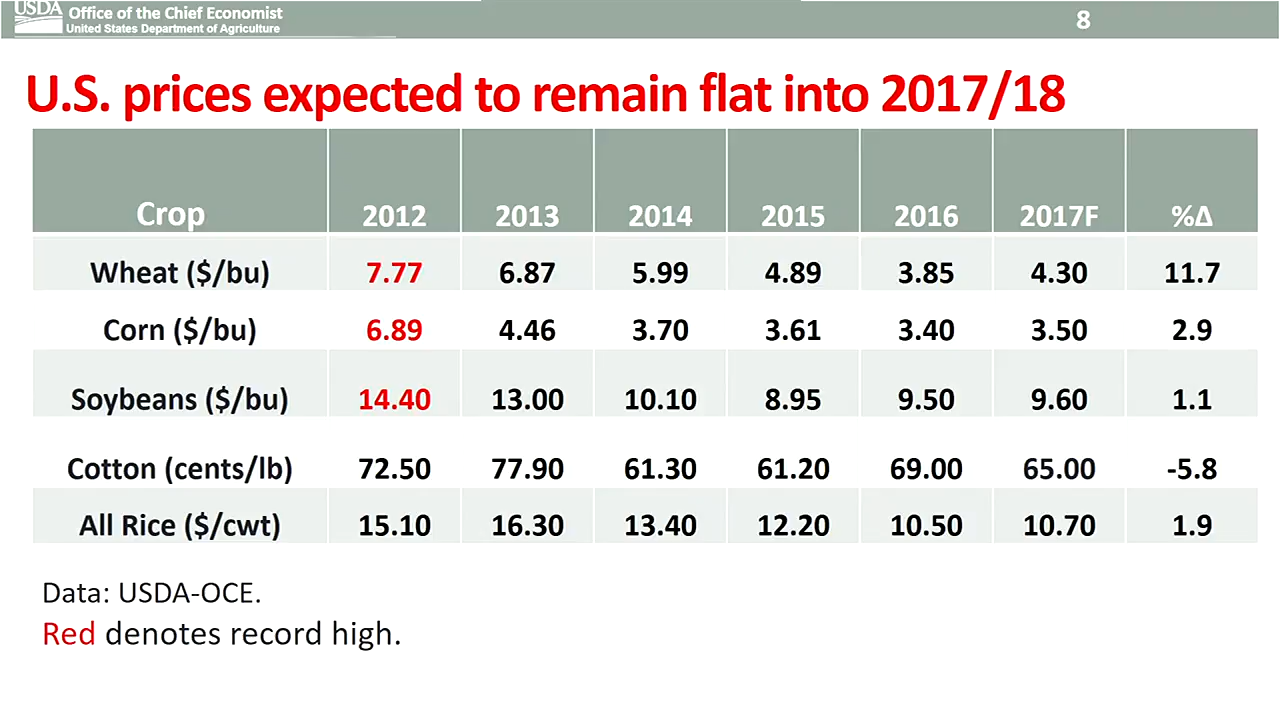 USDA Office of the Chief Economist
United States Department of Agriculture
8
U.S. prices expected to remain flat into 2017/18
Crop 2012 2013 2014 2015 2016 2017F %Δ
Wheat ($/bu) 7.77 6.87 5.99 4.89 3.85 4.30 11.7
Corn ($/bu) 6.89 4.46 3.70 3.61 3.40 3.50 2.9
Soybeans ($/bu) 14.40 13.00 10.10 8.95 9.50 9.60 1.1
Cotton (cents/lb) 72.50 77.90 61.30 61.20 69.00 65.00 -5.8
All Rice ($/cwt) 15.10 16.30 13.40 12.20 10.50 10.70 1.9
Data: USDA-OCE.
Red denotes record high.